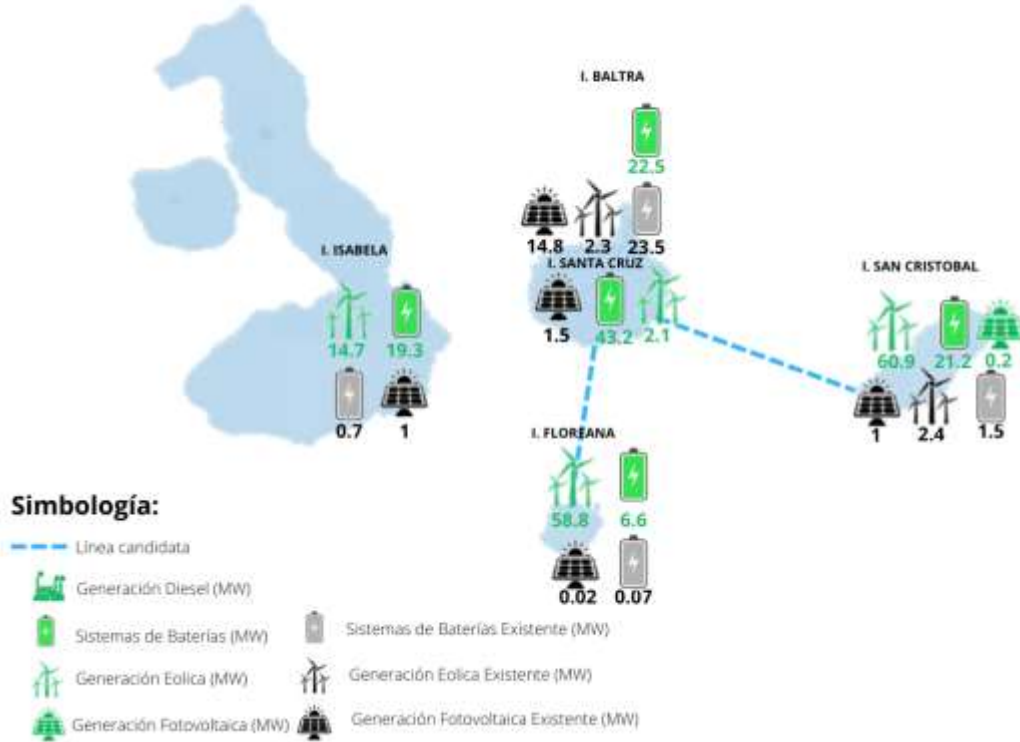 I. BALTRA
22.5
14.8 2.3 23.5
I. ISABELA
14.7 19.3
0.7 1
I. SANTA CRUZ
1.5 43.2 2.1
I. SAN CRISTOBAL
60.9 21.2 0.2
1 2.4 1.5
I. FLOREANA
58.8 6.6
0.02 0.07
Simbología:
Línea candidata
Generación Diesel (MW)
Sistemas de Baterías (MW)
Sistemas de Baterías Existente (MW)
Generación Eolica (MW)
Generación Eolica Existente (MW)
Generación Fotovoltaica (MW)
Generación Fotovoltaica Existente (MW)